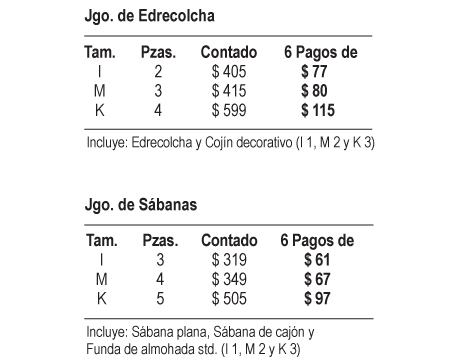 Jgo. de Edrecolcha
Tam. Pzas. Contado 6 Pagos de
I 2 $ 405 $ 77
M 3 $ 415 $ 80
K 4 $ 599 $ 115
Incluye: Edrecolcha y Cojín decorativo (I 1, M 2 y K 3)
Jgo. de Sábanas
Tam. Pzas. Contado 6 Pagos de
I 3 $ 319 $ 61
M 4 $ 349 $ 67
K 5 $ 505 $ 97
Incluye: Sábana plana, Sábana de cajón y
Funda de almohada std. (I 1, M 2 y K 3)